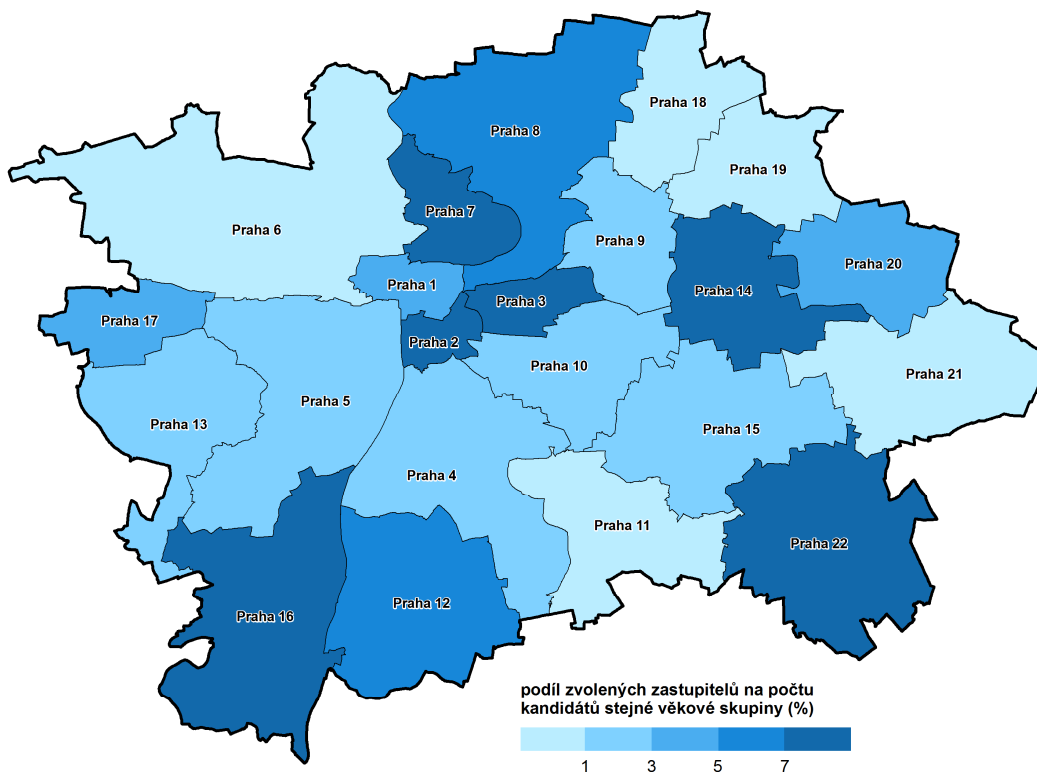 Praha 18
Praha 8
Praha 19
Praha 7
Praha 6
Praha 9
Praha 20
Praha 1
Praha 14
Praha 3
Praha 17
Praha 2
Praha 10
Praha 21
Praha 5
Praha 13
Praha 15
Praha 4
Praha 11
Praha 22
Praha 12
Praha 16
podíl zvolených zastupitelů na počtu
kandidátů stejné věkové skupiny (%)
1 3 5 7